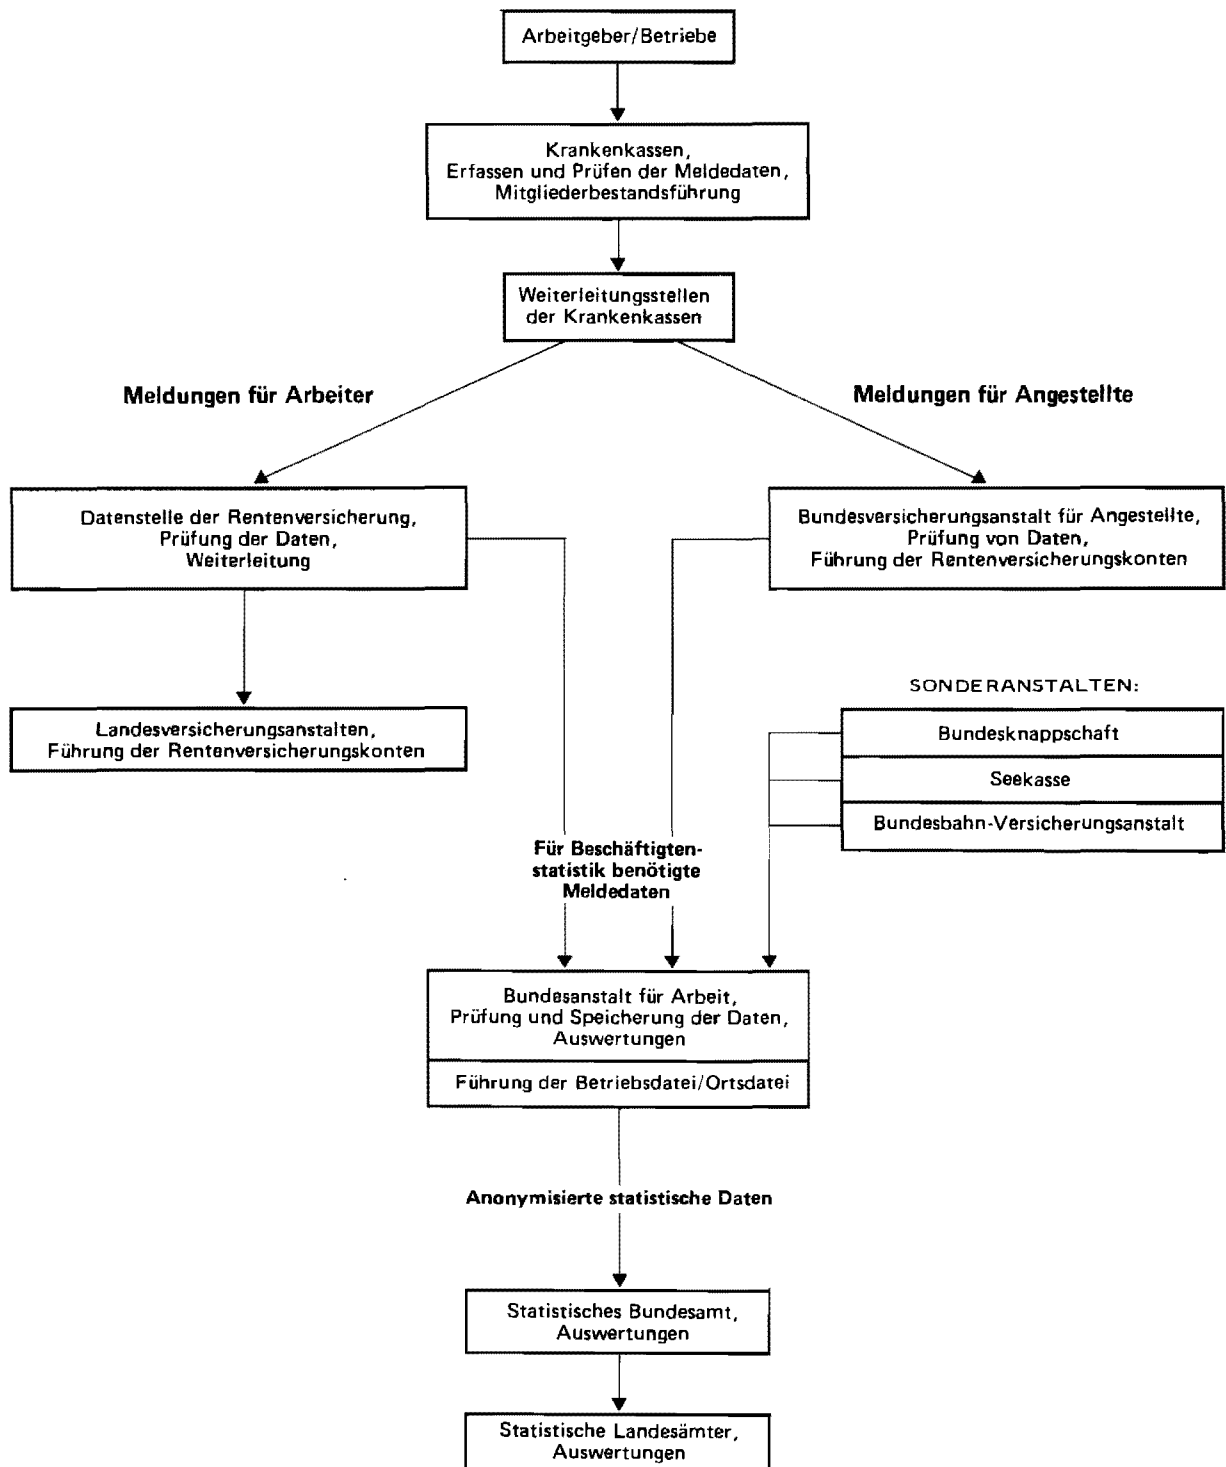 Arbeitgeber/Betriebe
Krankenkassen,
Erfassen und Prüfen der Meldedaten,
Mitgliederbestandsführung
Weiterleitungsstellen
der Krankenkassen
Meldungen für Arbeiter
Meldungen für Angestellte
Datenstelle der Rentenversicherung,
Prüfung der Daten,
Weiterleitung
Bundesversicherungsanstalt für Angestellte,
Prüfung von Daten,
Führung der Rentenversicherungskonten
Landesversicherungsanstalten,
Führung der Rentenversicherungskonten
SONDERANSTALTEN:
Bundesknappschaft
Seekasse
Bundesbahn-Versicherungsanstalt
Für Beschäftigten-
statistik benötigte
Meldedaten
Bundesanstalt für Arbeit,
Prüfung und Speicherung der Daten,
Auswertungen
Führung der Betriebsdatei/Ortsdatei
Anonymisierte statistische Daten
Statistisches Bundesamt,
Auswertungen
Statistische Landesämter,
Auswertungen